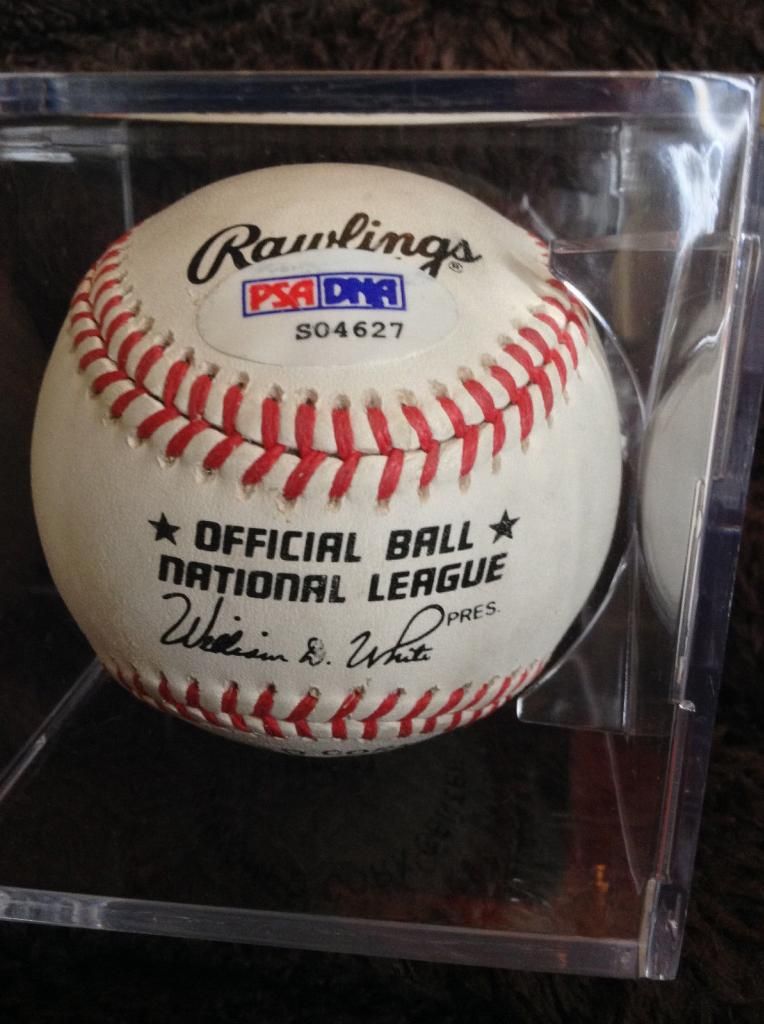 Rawlings®
PSA DNA
S04627
★ OFFICIAL BALL ★
NATIONAL LEAGUE
William D. White PRES.